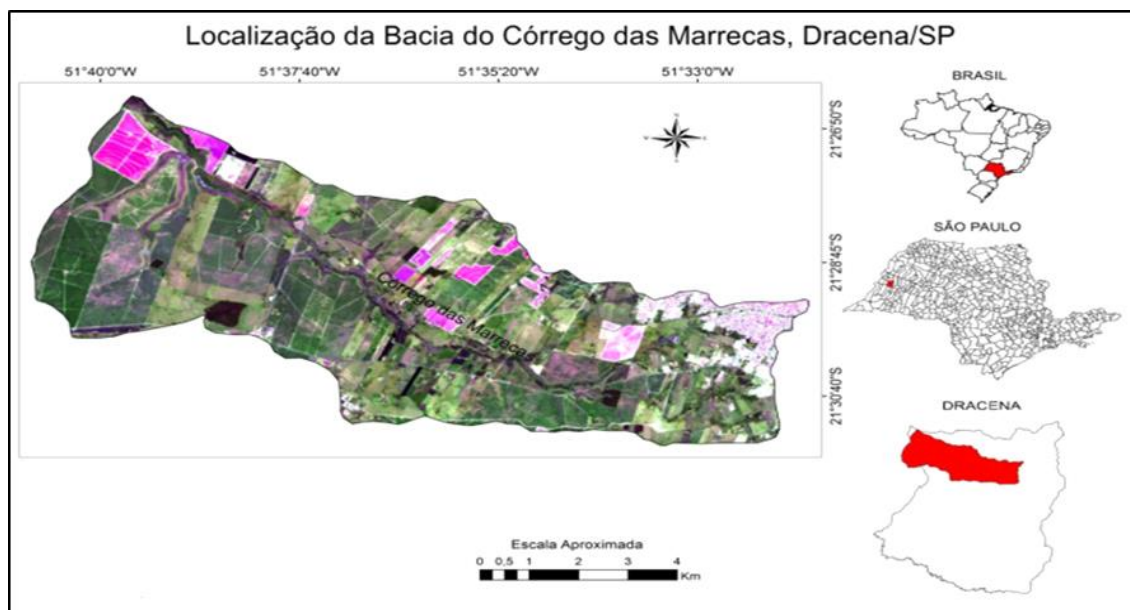 Localização da Bacia do Córrego das Marrecas, Dracena/SP
51°40'0"W 51°37'40"W 51°35'20"W 51°33'0"W
BRASIL
21°26'50"S
SÃO PAULO
21°28'45"S
Córrego das Marrecas
21°30'40"S
DRACENA
Escala Aproximada
0 0,5 1 2 3 4
Km